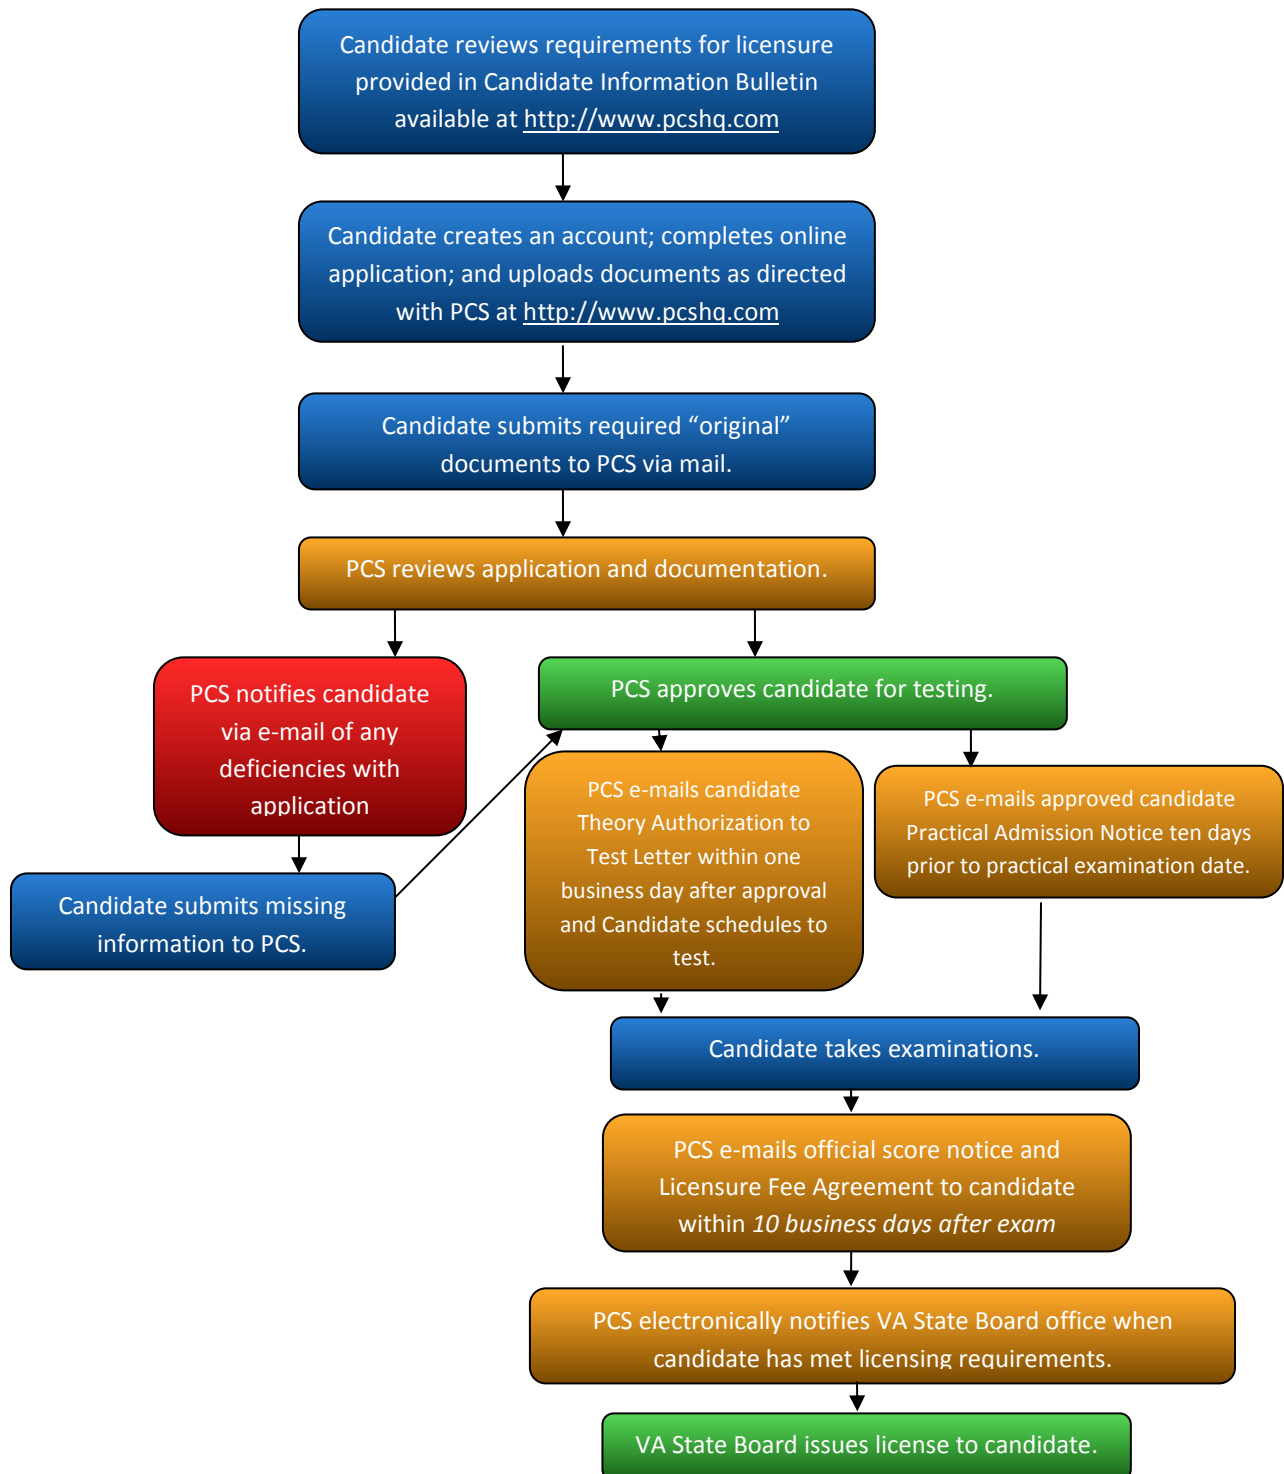 Candidate reviews requirements for licensure
provided in Candidate Information Bulletin
available at http://www.pcshq.com
Candidate creates an account; completes online
application; and uploads documents as directed
with PCS at http://www.pcshq.com
Candidate submits required “original”
documents to PCS via mail.
PCS reviews application and documentation.
PCS notifies candidate
via e-mail of any
deficiencies with
application
PCS approves candidate for testing.
Candidate submits missing
information to PCS.
PCS e-mails candidate
Theory Authorization to
Test Letter within one
business day after approval
and Candidate schedules to
test.
PCS e-mails approved candidate
Practical Admission Notice ten days
prior to practical examination date.
Candidate takes examinations.
PCS e-mails official score notice and
Licensure Fee Agreement to candidate
within 10 business days after exam
PCS electronically notifies VA State Board office when
candidate has met licensing requirements.
VA State Board issues license to candidate.